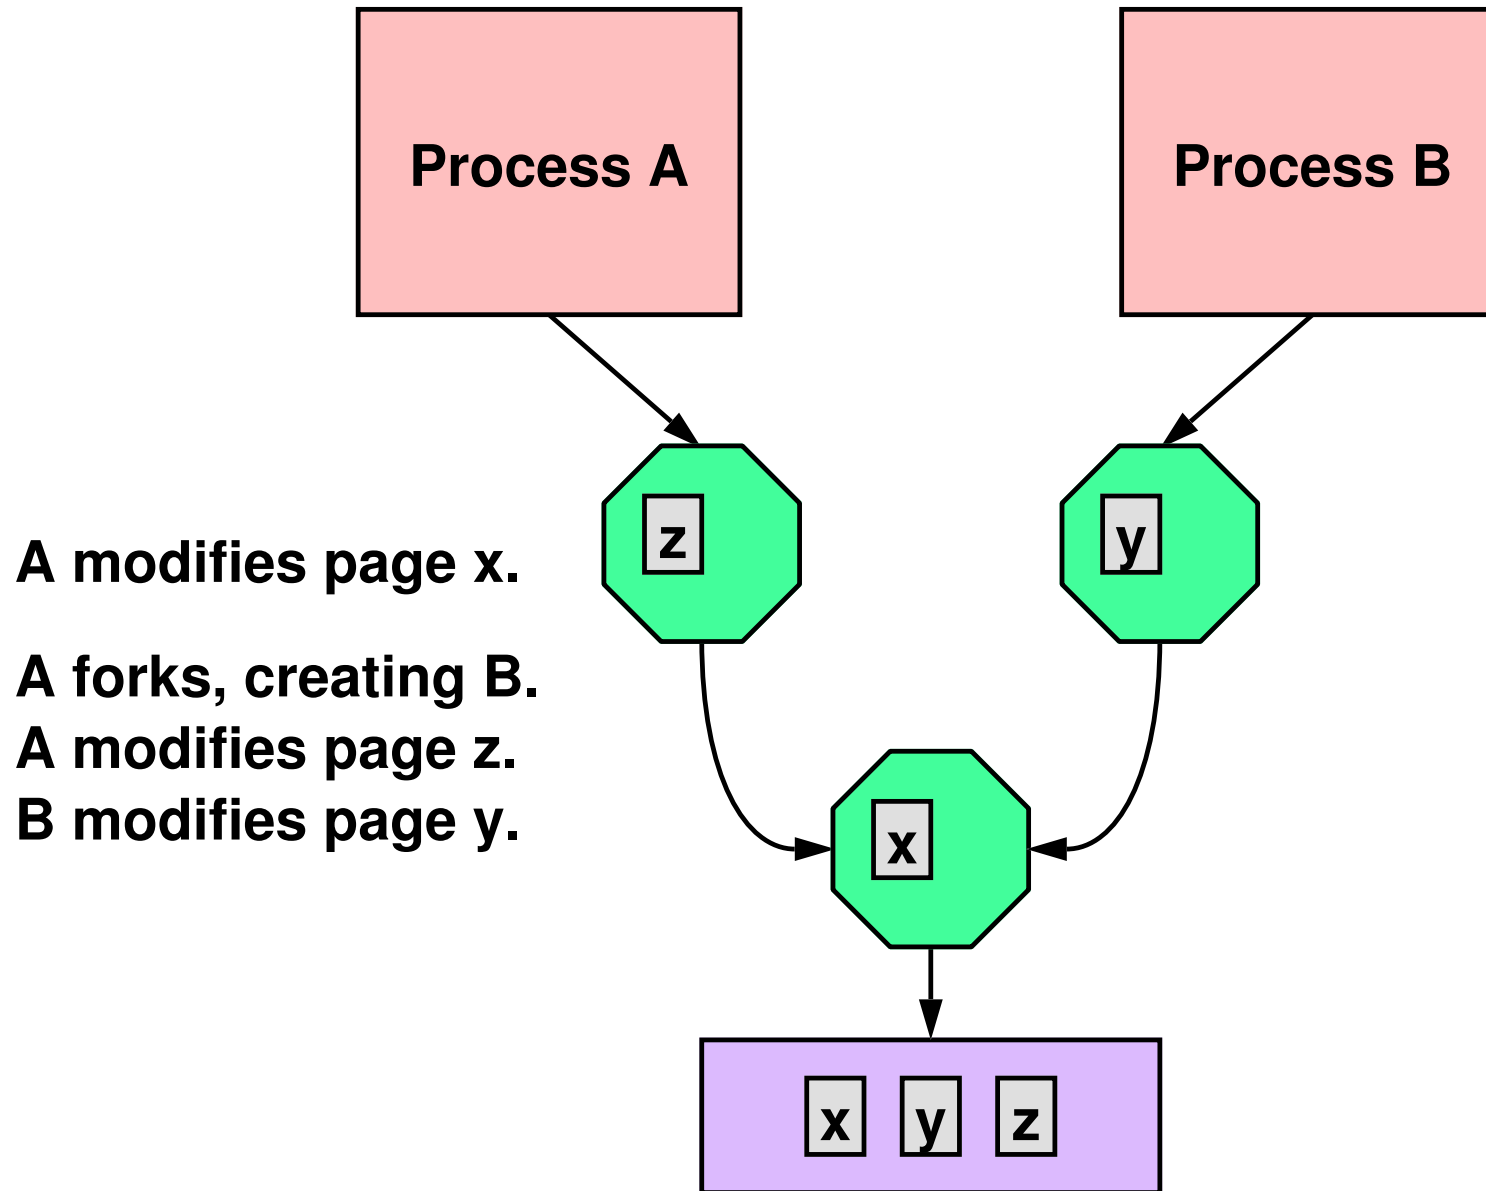 Process A
Process B
z
y
A modifies page x.
A forks, creating B.
A modifies page z.
B modifies page y.
x
x y z